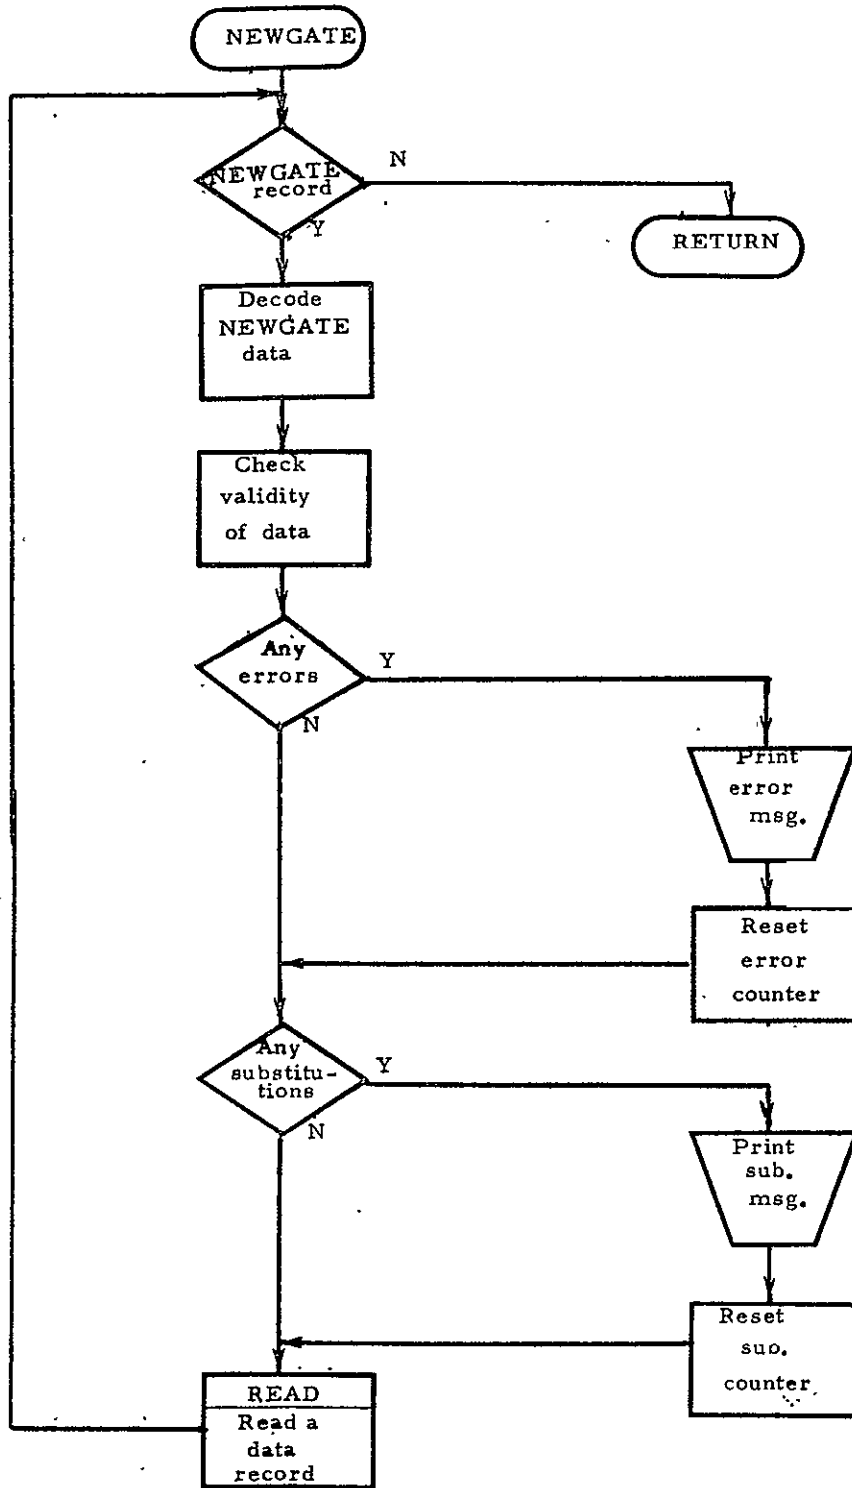 NEWGATE
NEWGATE
record
N
Y
RETURN
Decode
NEWGATE
data
Check
validity
of data
Any
errors
Y
N
Print
error
msg.
Reset
error
counter
Any
substitu-
tions
Y
N
Print
sub.
msg.
Reset
sub.
counter
READ
Read a
data
record